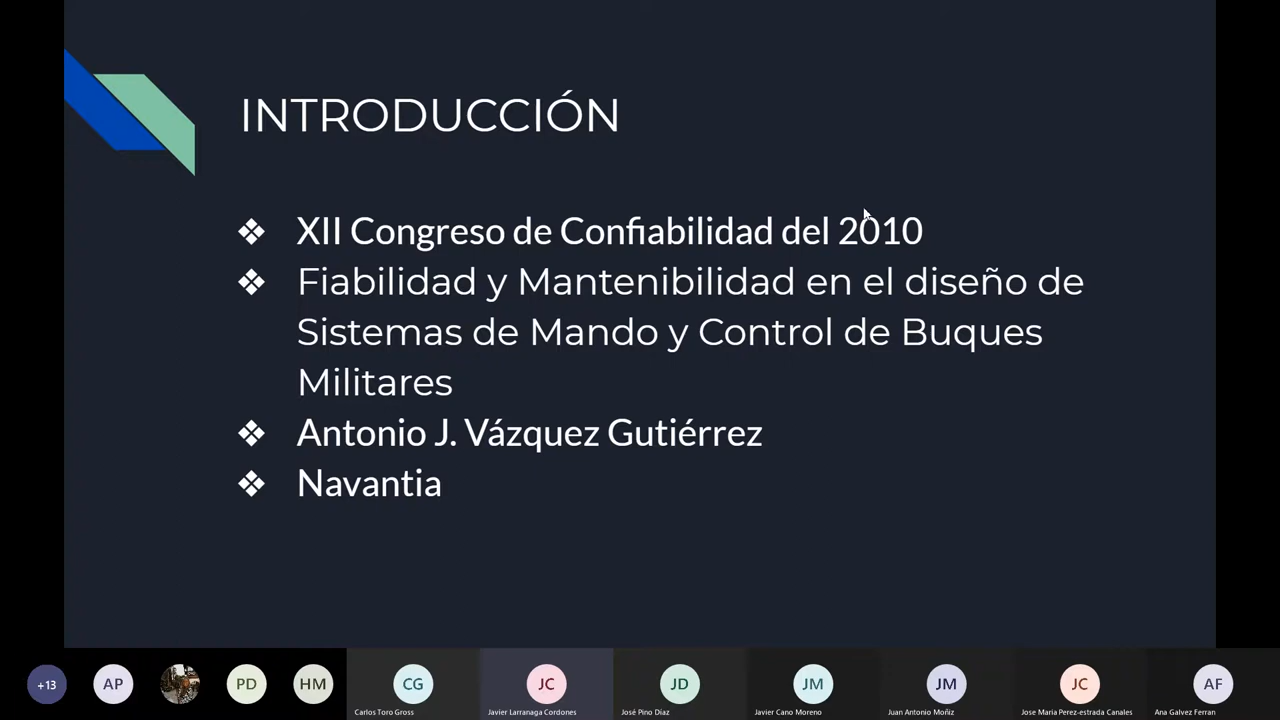 INTRODUCCIÓN
❖ XII Congreso de Confiabilidad del 2010
❖ Fiabilidad y Mantenibilidad en el diseño de
Sistemas de Mando y Control de Buques
Militares
❖ Antonio J. Vázquez Gutiérrez
❖ Navantia
+13 AP PD HM CG JC JD JM JM JC AF
Carlos Toro Gross Javier Larranaga Cordones José Pino Díaz Javier Cano Moreno Juan Antonio Moñiz Jose Maria Perez-estrada Canales Ana Galvez Ferran